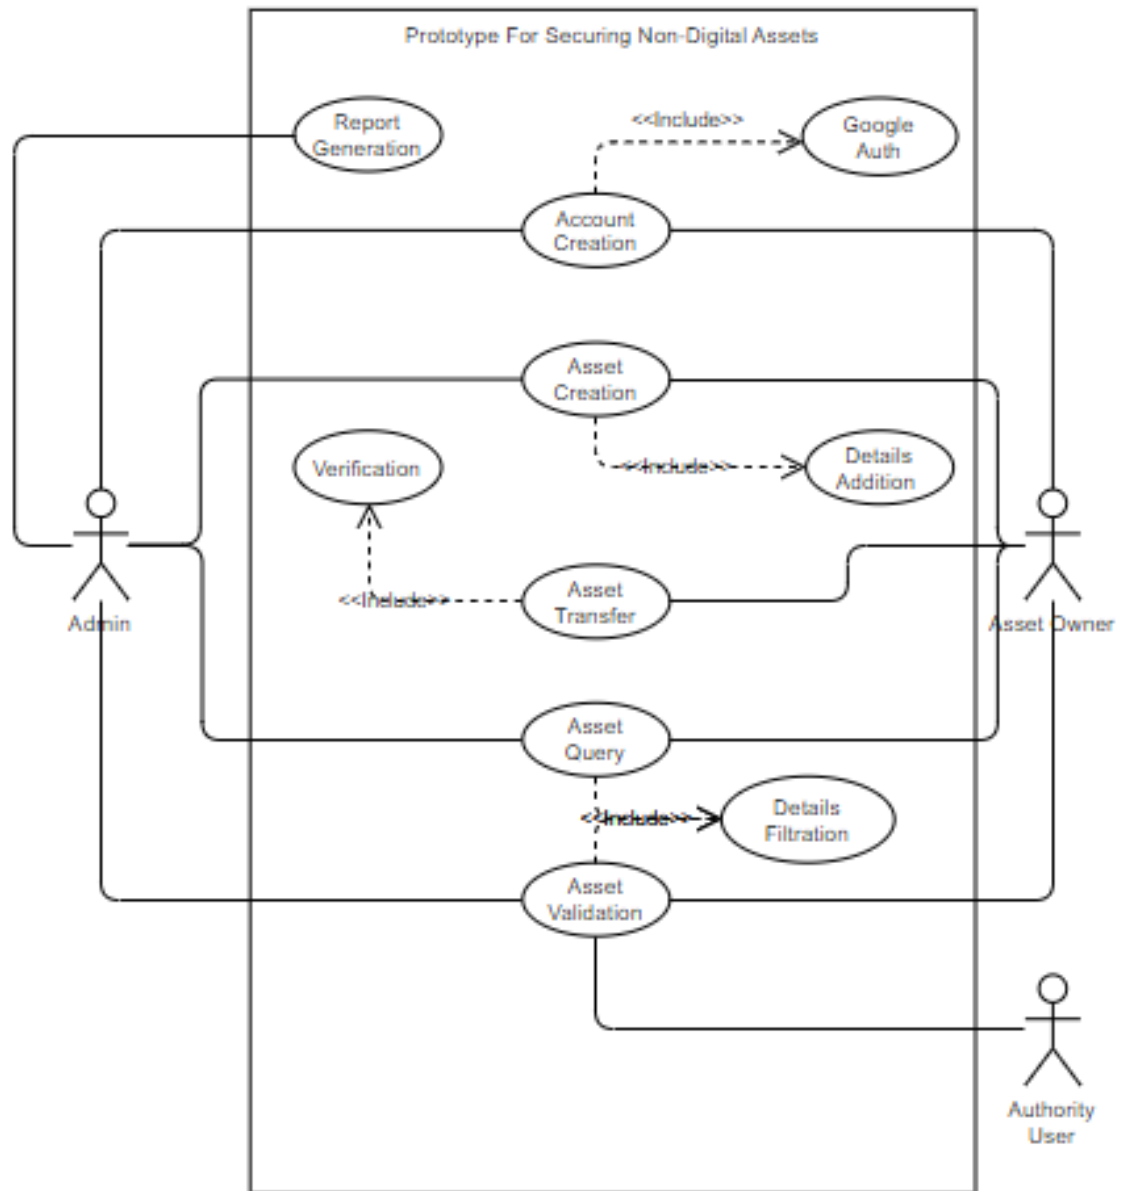 Prototype For Securing Non-Digital Assets
Report
Generation
<<Include>>
Google
Auth
Account
Creation
Asset
Creation
Verification
<<Include>>
Details
Addition
Admin
<<Include>>
Asset
Transfer
Asset Owner
Asset
Query
<<Include>>
Details
Filtration
Asset
Validation
Authority
User